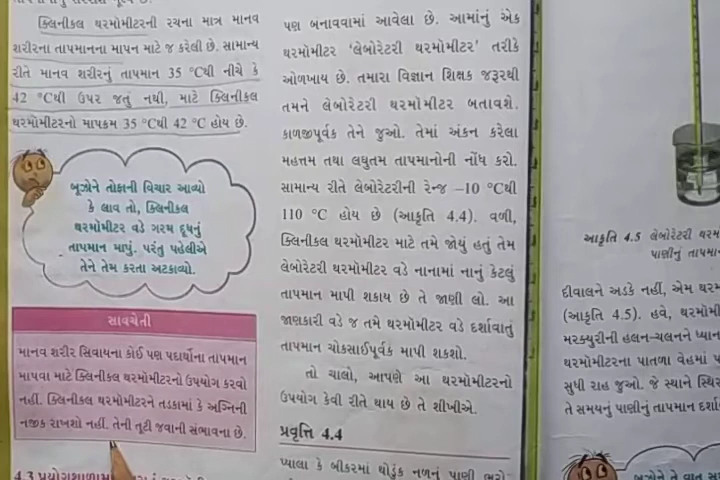 ક્લિનીકલ થરમૉમીટરની રચના માત્ર માનવ
શરીરના તાપમાનના માપન માટે જ કરેલી છે. સામાન્ય
રીતે માનવ શરીરનું તાપમાન 35 °Cથી નીચે કે
42 °Cથી ઉપર જતું નથી, માટે ક્લિનીકલ
થરમૉમીટરનો માપક્રમ 35 °Cથી 42 °C હોય છે.
બૂઝોને તોફાની વિચાર આવ્યો
કે લાવ તો, ક્લિનીકલ
થરમૉમીટર વડે ગરમ દૂધનું
તાપમાન માપું. પરંતુ પહેલીએ
તેને તેમ કરતા અટકાવ્યો.
સાવચેતી
માનવ શરીર સિવાયના કોઈ પણ પદાર્થોના તાપમાન
માપવા માટે ક્લિનીકલ થરમૉમીટરનો ઉપયોગ કરવો
નહીં. ક્લિનીકલ થરમૉમીટરને તડકામાં કે અગ્નિની
નજીક રાખશો નહીં. તેની તૂટી જવાની સંભાવના છે.
4.3 પ્રયોગશાળામાં
પણ બનાવવામાં આવેલા છે. આમાંનું એક
થરમૉમીટર ‘લેબોરેટરી થરમૉમીટર’ તરીકે
ઓળખાય છે. તમારા વિજ્ઞાન શિક્ષક જરૂરથી
તમને લેબોરેટરી થરમૉમીટર બતાવશે.
કાળજીપૂર્વક તેને જુઓ. તેમાં અંકન કરેલા
મહત્તમ તથા લઘુતમ તાપમાનોની નોંધ કરો.
સામાન્ય રીતે લેબોરેટરીની રેન્જ –10 °Cથી
110 °C હોય છે (આકૃતિ 4.4). વળી,
ક્લિનીકલ થરમૉમીટર માટે તમે જોયું હતું તેમ
લેબોરેટરી થરમૉમીટર વડે નાનામાં નાનું કેટલું
તાપમાન માપી શકાય છે તે જાણી લો. આ
જાણકારી વડે જ તમે થરમૉમીટર વડે દર્શાવાતું
તાપમાન ચોકસાઈપૂર્વક માપી શકશો.
તો ચાલો, આપણે આ થરમૉમીટરનો
ઉપયોગ કેવી રીતે થાય છે તે શીખીએ.
પ્રવૃત્તિ 4.4
પ્યાલા કે બીકરમાં થોડુંક નળનું પાણી ભરો
આકૃતિ 4.5 લેબોરેટરી
પાણીનું
દીવાલને અડકે નહીં, એમ
(આકૃતિ 4.5). હવે,
મરક્યુરીની હલન-ચલનને
થરમૉમીટરના પાતળા વેહમાં
સુધી રાહ જુઓ. જે સ્થાને
તે સમયનું પાણીનું તાપમાન
બૂઝોને તે વાત